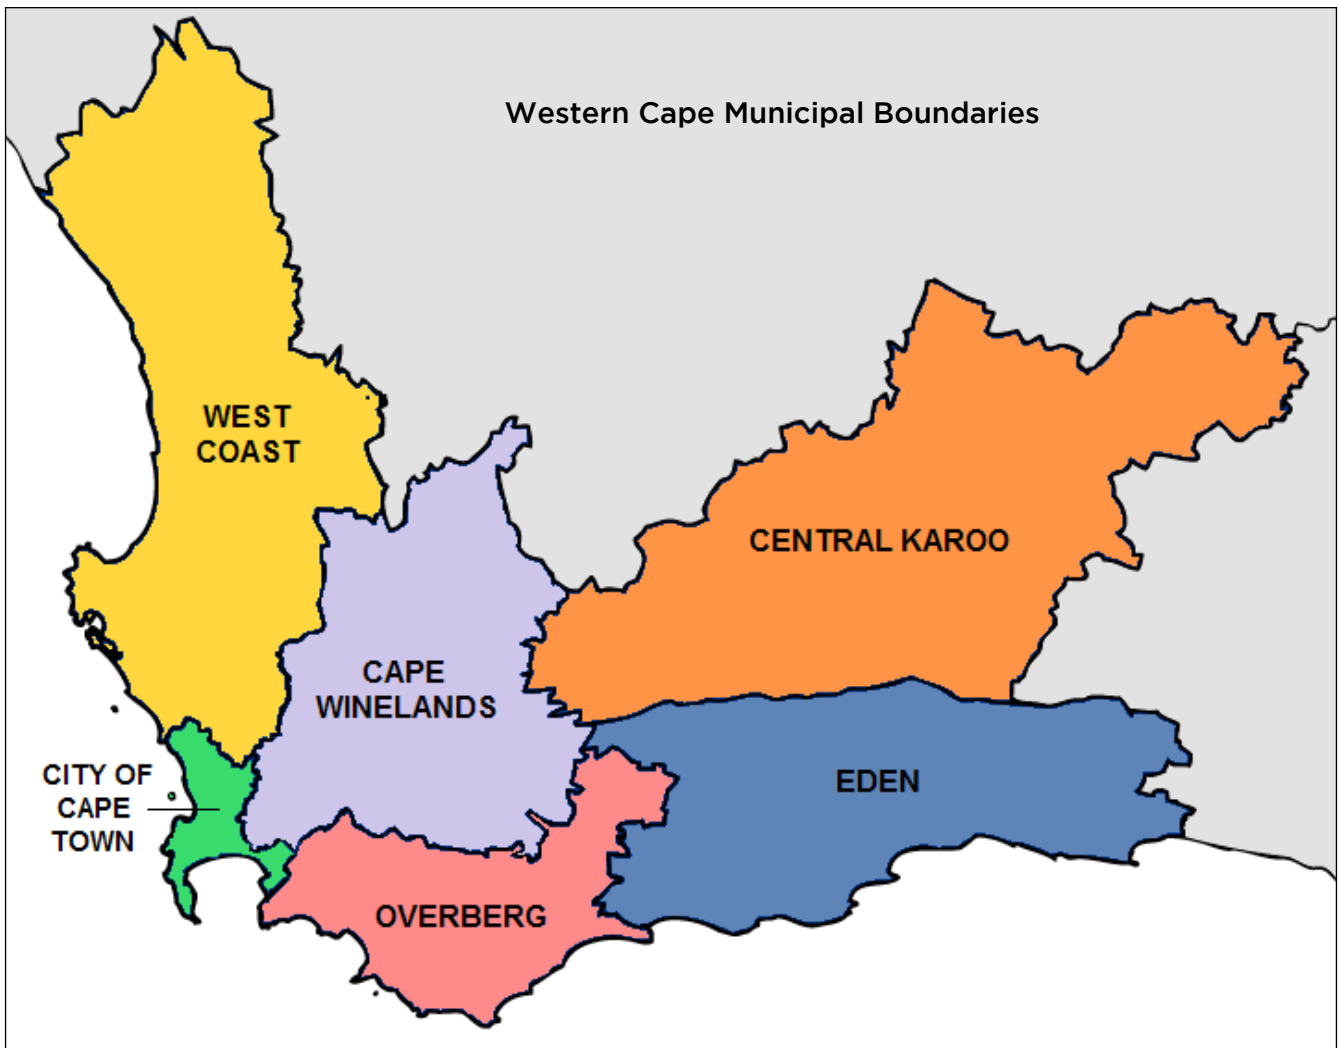 Western Cape Municipal Boundaries
WEST
COAST
CENTRAL KAROO
CAPE
WINELANDS
CITY OF
CAPE
TOWN
EDEN
OVERBERG